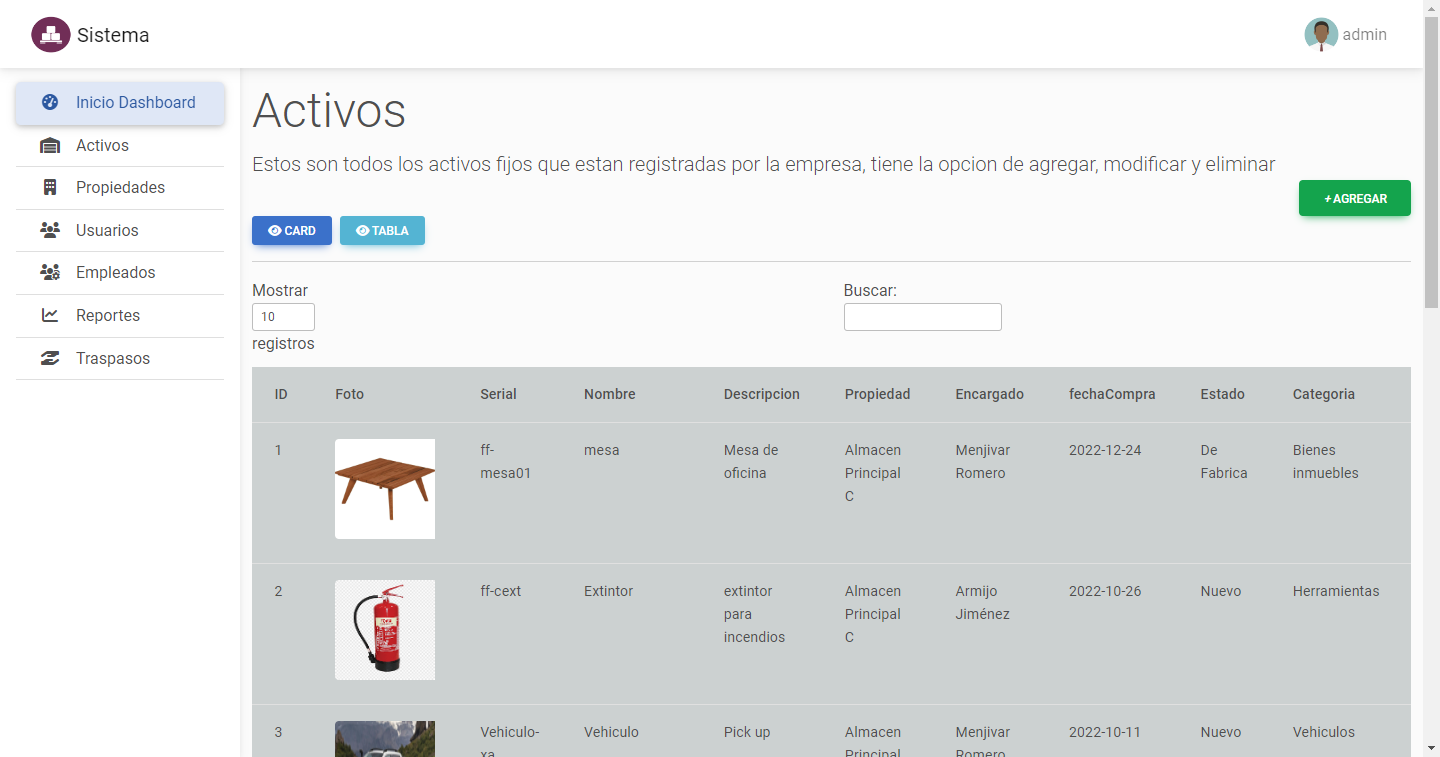 Sistema
admin
Inicio Dashboard
Activos
Propiedades
Usuarios
Empleados
Reportes
Traspasos
Activos
Estos son todos los activo fijos que estan registradas por la empresa, tiene la opcion de agregar, modificar y eliminar
+ AGREGAR
CARD TABLA
Mostrar
10
registros
Buscar:
ID Foto Serial Nombre Descripcion Propiedad Encargado fechaCompra Estado Categoria
1 ff- mesa Mesa de Almacen Menjivar 2022-12-24 De Bienes
mesa01 oficina Principal Romero Fabrica inmuebles
C
2 ff-cext Extintor extintor Almacen Armijo 2022-10-26 Nuevo Herramientas
para Principal Jiménez
incendios C
3 Vehiculo- Vehiculo Pick up Almacen Menjivar 2022-10-11 Nuevo Vehiculos
xa Principal Romero